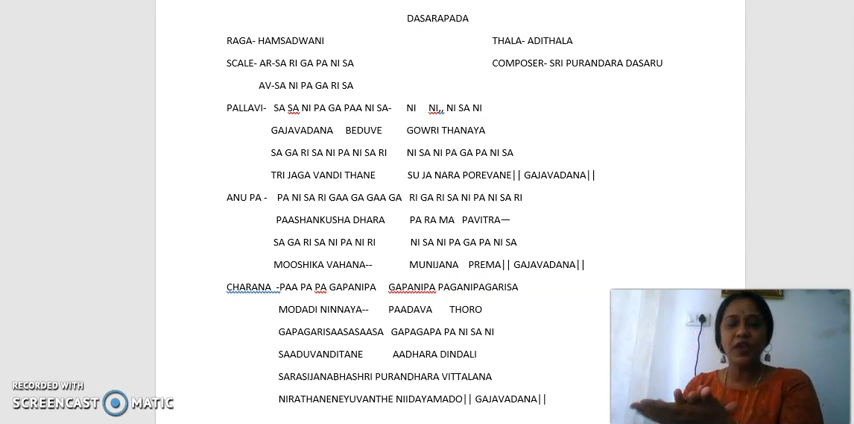 DASARAPADA
RAGA- HAMSADWANI THALA- ADITHALA
SCALE- AR-SA RI GA PA NI SA COMPOSER- SRI PURANDARA DASARU
AV-SA NI PA GA RI SA
PALLAVI- SA SA NI PA GA PAA NI SA- NI NI,, NI SA NI
GAJAVADANA BEDUVE GOWRI THANAYA
SA GA RI SA NI PA NI SA RI NI SA NI PA GA PA NI SA
TRI JAGA VANDI THANE SU JA NARA POREVANE|| GAJAVADANA||
ANU PA - PA NI SA RI GAA GA GAA GA RI GA RI SA NI PA NI SA RI
PAASHANKUSHA DHARA PA RA MA PAVITRA—
SA GA RI SA NI PA NI RI NI SA NI PA GA PA NI SA
MOOSHIKA VAHANA-- MUNIJANA PREMA|| GAJAVADANA||
CHARANA -PAA PA PA GAPANIPA GAPANIPA PAGANIPAGARISA
MODADI NINNAYA-- PAADAVA THORO
GAPAGARISAASASAASA GAPAGAPA PA NI SA NI
SAADUVANDITANE AADHARA DINDALI
SARASIJANABHASHRI PURANDHARA VITTALANA
NIRATHANENEYUVANTHE NIIDAYAMADO|| GAJAVADANA||
RECORDED WITH
SCREENCAST MATIC